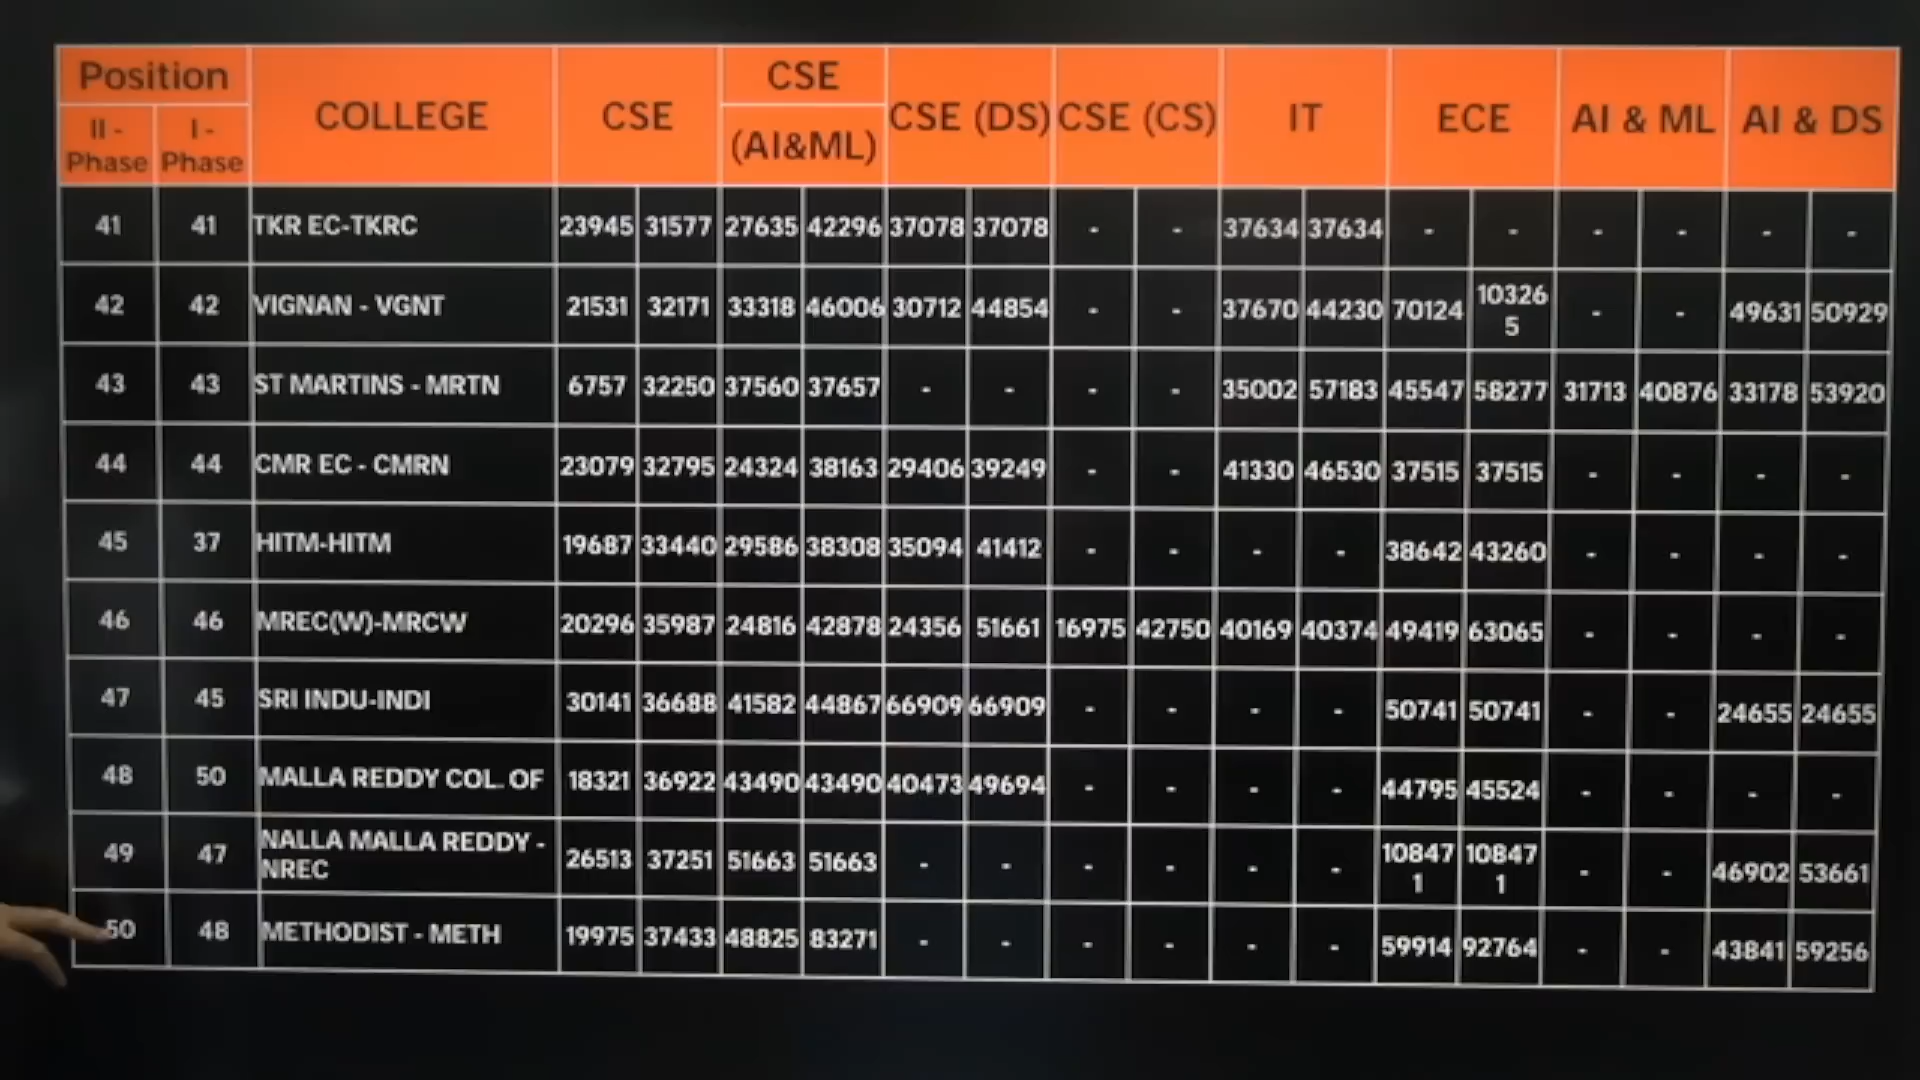 Position COLLEGE CSE CSE (AI&ML) CSE (DS) CSE (CS) IT ECE AI & ML AI & DS
II - Phase I - Phase
41 41 TKR EC-TKRC 23945 31577 27635 42296 37078 37078 - - 37634 37634 - - - - - -
42 42 VIGNAN - VGNT 21531 32171 33318 46006 30712 44854 - - 37670 44230 70124 103265 - - 49631 50929
43 43 ST MARTINS - MRTN 6757 32250 37560 37657 - - - - 35002 57183 45547 58277 31713 40876 33178 53920
44 44 CMR EC - CMRN 23079 32795 24324 38163 29406 39249 - - 41330 46530 37515 37515 - - - -
45 37 HITM-HITM 19687 33440 29586 38308 35094 41412 - - - - 38642 43260 - - - -
46 46 MREC(W)-MRCW 20296 35987 24816 42878 24356 51661 16975 42750 40169 40374 49419 63065 - - - -
47 45 SRI INDU-INDI 30141 36688 41582 44867 66909 66909 - - - - 50741 50741 - - 24655 24655
48 50 MALLA REDDY COL. OF 18321 36922 43490 43490 40473 49694 - - - - 44795 45524 - - - -
49 47 NALLA MALLA REDDY - NREC 26513 37251 51663 51663 - - - - - - 108471 108471 - - 46902 53661
50 48 METHODIST - METH 19975 37433 48825 83271 - - - - - - 59914 92764 - - 43841 59256